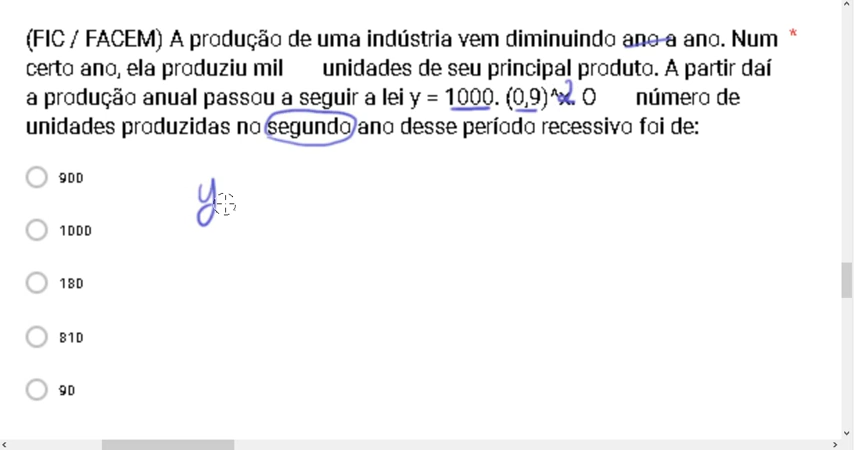 (FIC / FACEM) A produção de uma indústria vem diminuindo ano a ano. Num *
certo ano, ela produziu mil unidades de seu principal produto. A partir daí
a produção anual passou a seguir a lei y = 1000. (0,9)^x. O número de
unidades produzidas no segundo ano desse período recessivo foi de:
900
1000
180
810
90
y